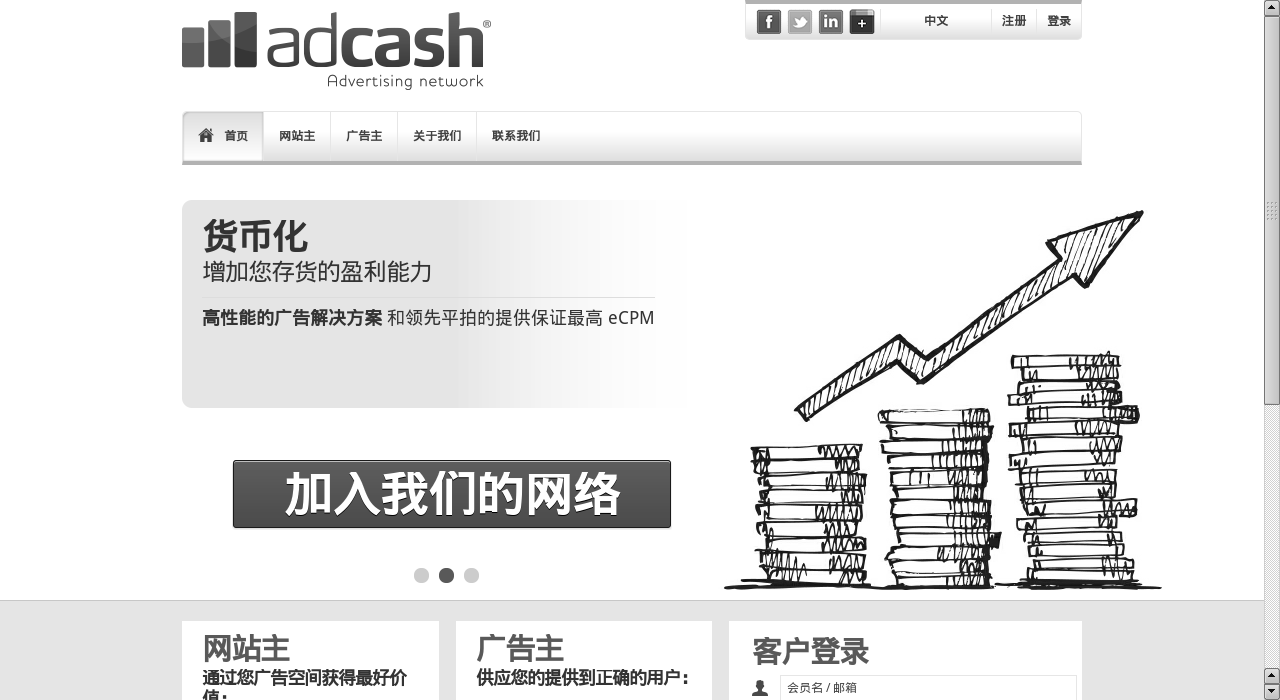 adcash®
Advertising network
中文 注册 登录
首页 网站主 广告主 关于我们 联系我们
货币化
增加您存货的盈利能力
高性能的广告解决方案 和领先平拍的提供保证最高 eCPM
加入我们的网络
网站主
通过您广告空间获得最好价
值：
广告主
供应您的提供到正确的用户：
客户登录
会员名 / 邮箱